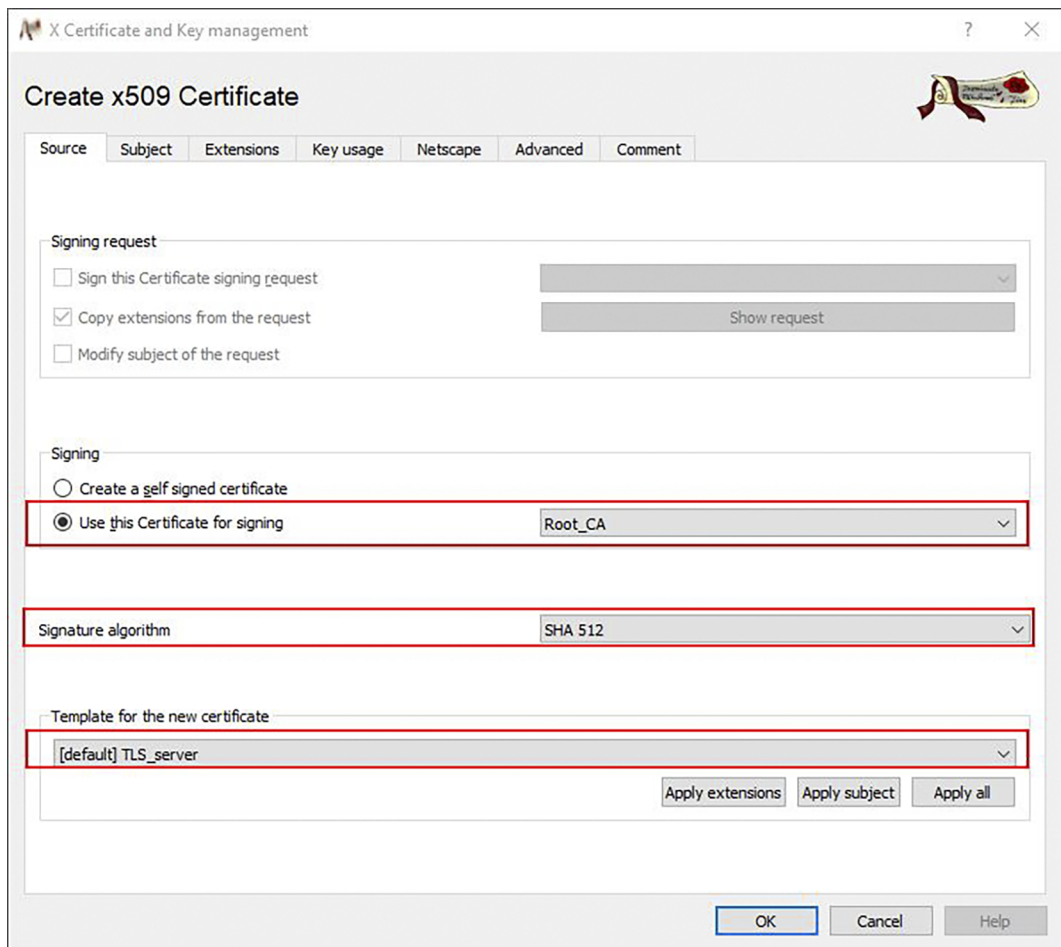 X Certificate and Key management
Create x509 Certificate
Source Subject Extensions Key usage Netscape Advanced Comment
Signing request
Sign this Certificate signing request
Copy extensions from the request Show request
Modify subject of the request
Signing
Create a self signed certificate
Use this Certificate for signing Root_CA
Signature algorithm SHA 512
Template for the new certificate
[default] TLS_server
Apply extensions Apply subject Apply all
OK Cancel Help